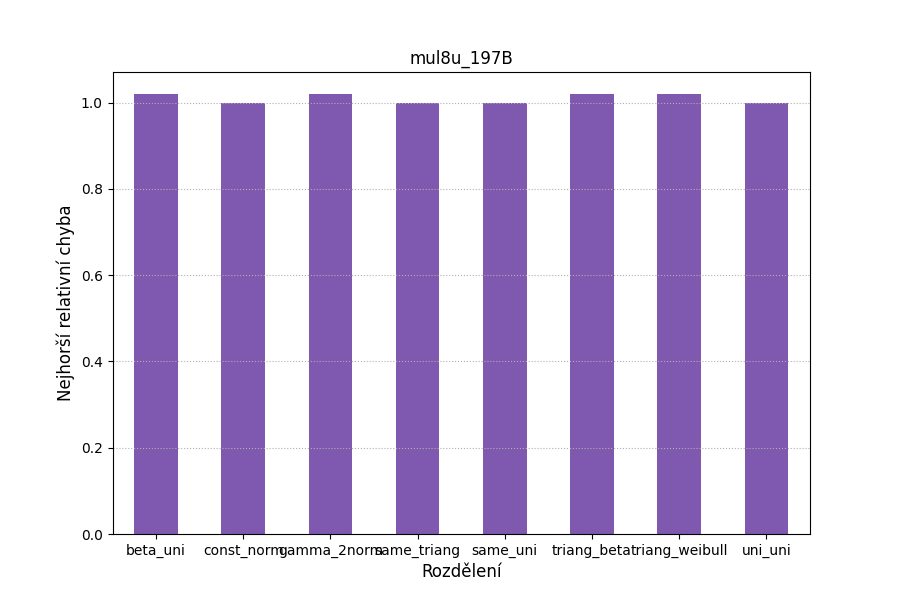 mul8u_197B
Nejhorší relativní chyba
1.0
0.8
0.6
0.4
0.2
0.0
beta_uni const_norm gamma_2norm same_triang same_uni triang_beta triang_weibull uni_uni
Rozdělení